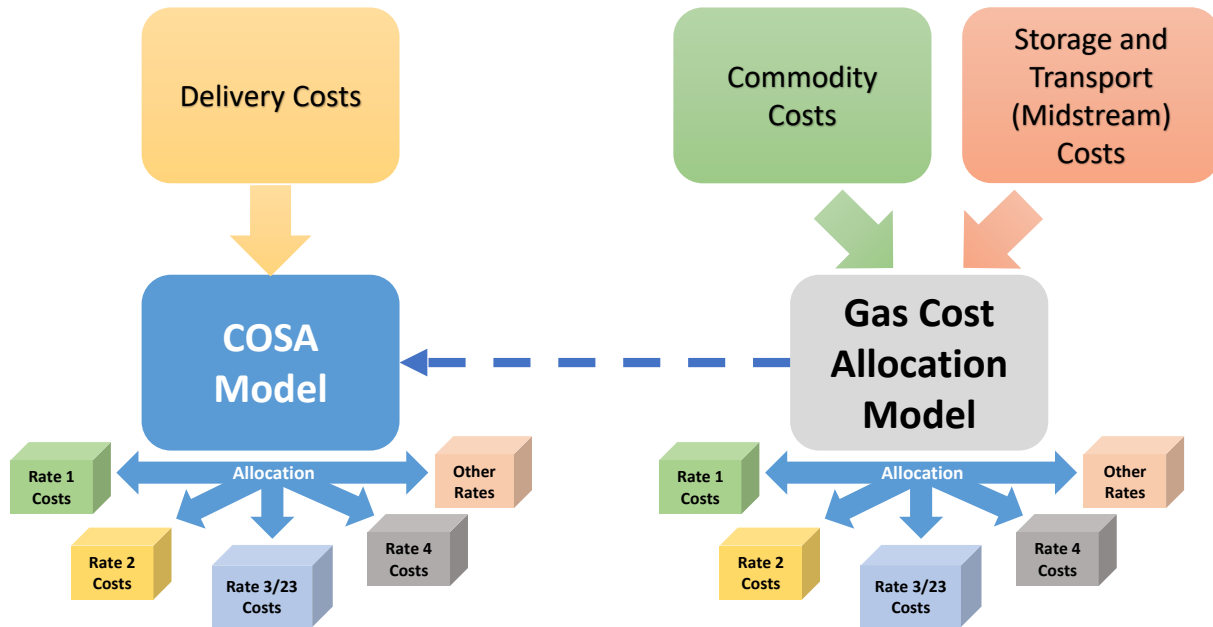 Delivery Costs
Commodity
Costs
Storage and
Transport
(Midstream)
Costs
COSA
Model
Gas Cost
Allocation
Model
Allocation
Rate 1
Costs
Rate 2
Costs
Rate 3/23
Costs
Rate 4
Costs
Other
Rates
Allocation
Rate 1
Costs
Rate 2
Costs
Rate 3/23
Costs
Rate 4
Costs
Other
Rates